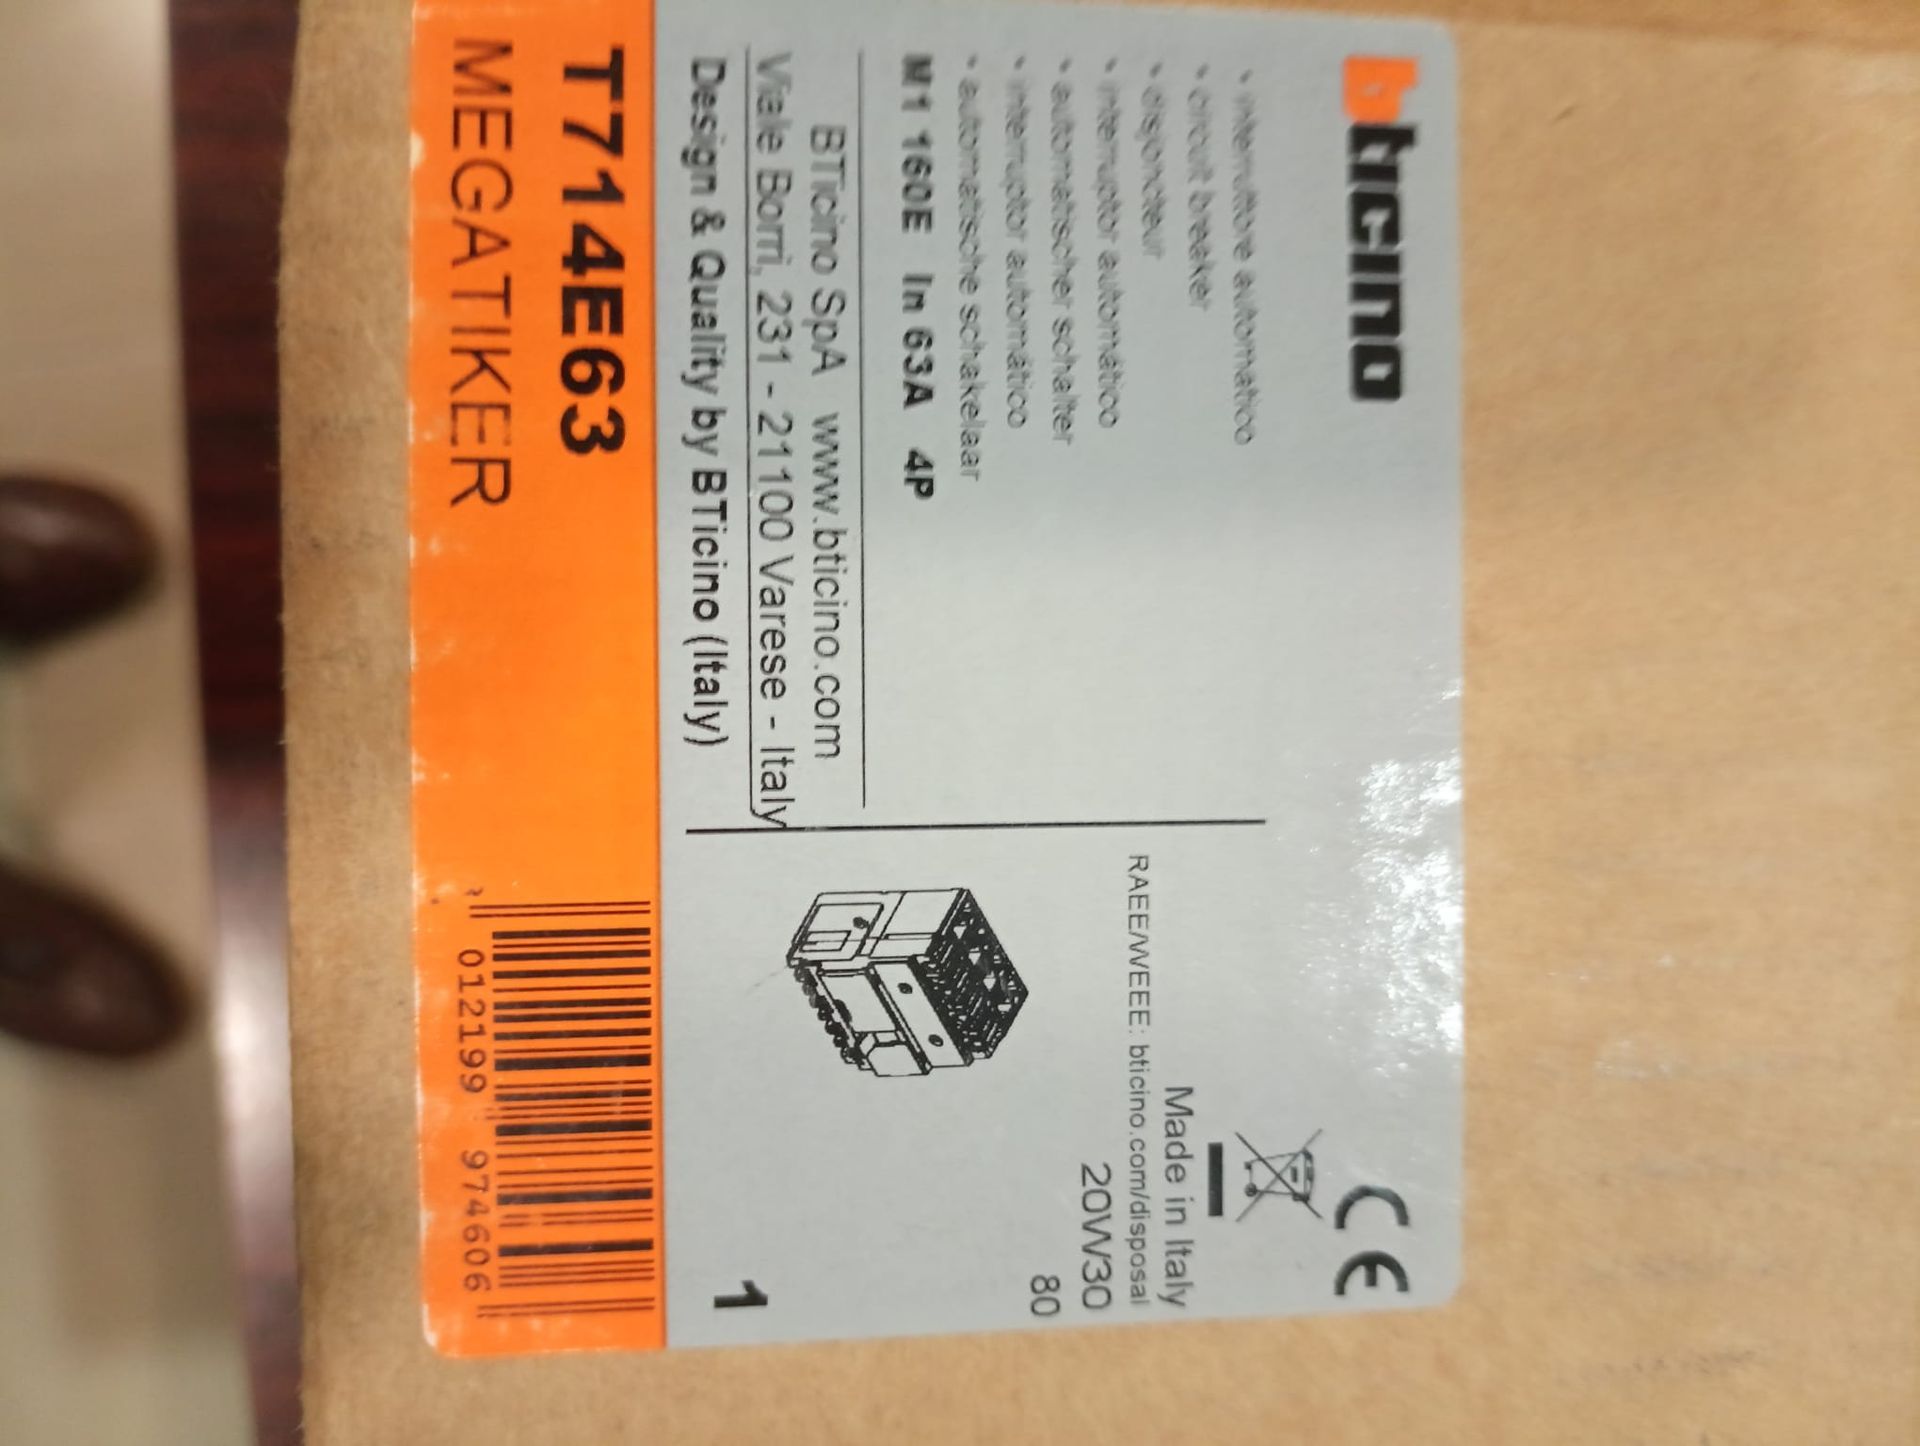 bticino
• interruttore automatico
• circuit breaker
• disjoncteur
• interruptor automático
• automatischer schalter
• interruptor automático
• automatische schakelaar
M1 160E In 63A 4P
BTicino SpA www.bticino.com
Viale Borri, 231 - 21100 Varese - Italy
Design & Quality by BTicino (Italy)
CE
Made in Italy
RAEE/WEEE: bticino.com/disposal
20W30
80
1
T714E63
MEGATIKER
012199 974606